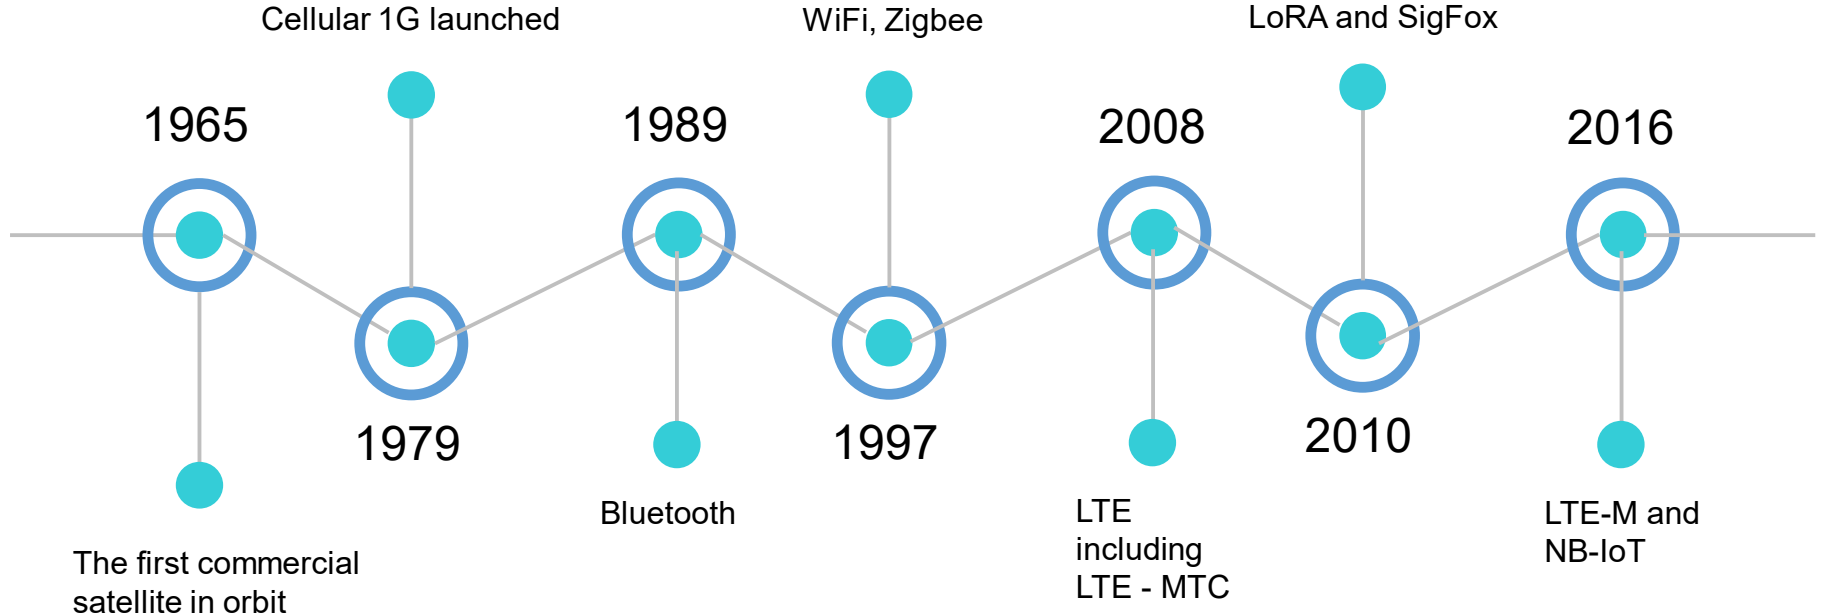 Cellular 1G launched
WiFi, Zigbee
LoRA and SigFox
1965
1989
2008
2016
1979
1997
2010
The first commercial
satellite in orbit
Bluetooth
LTE
including
LTE - MTC
LTE-M and
NB-IoT